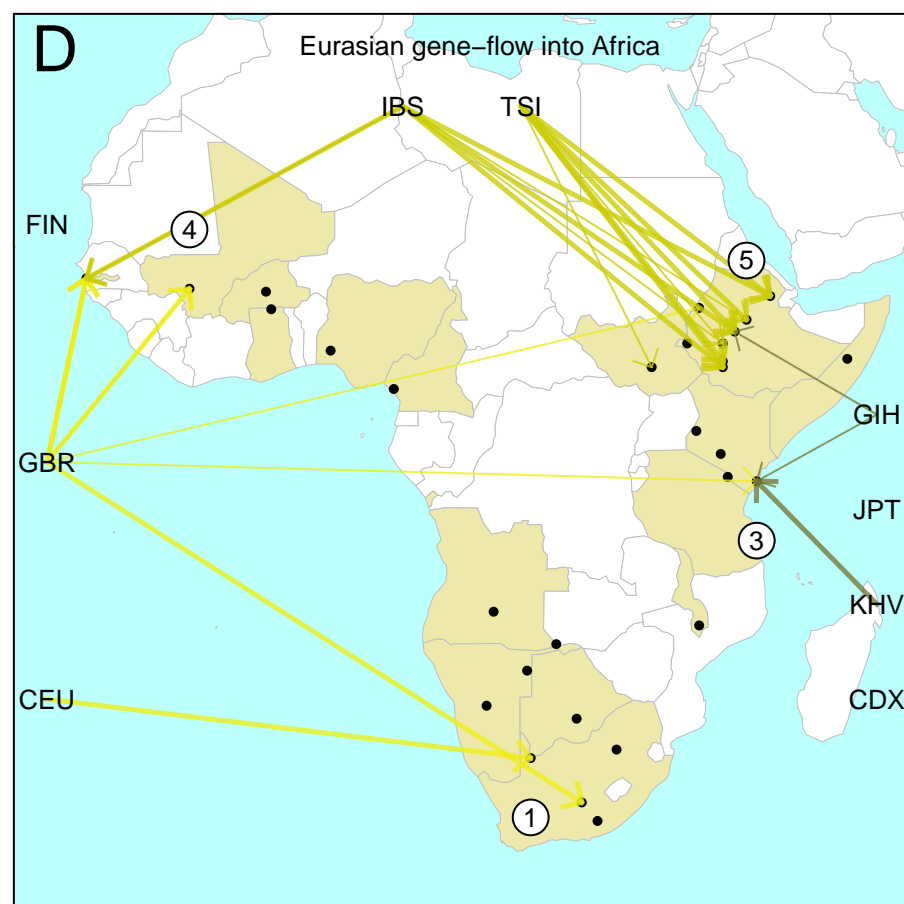 D
Eurasian gene–flow into Africa
IBS
TSI
FIN
4
5
GIH
GBR
JPT
3
KHV
CEU
CDX
1